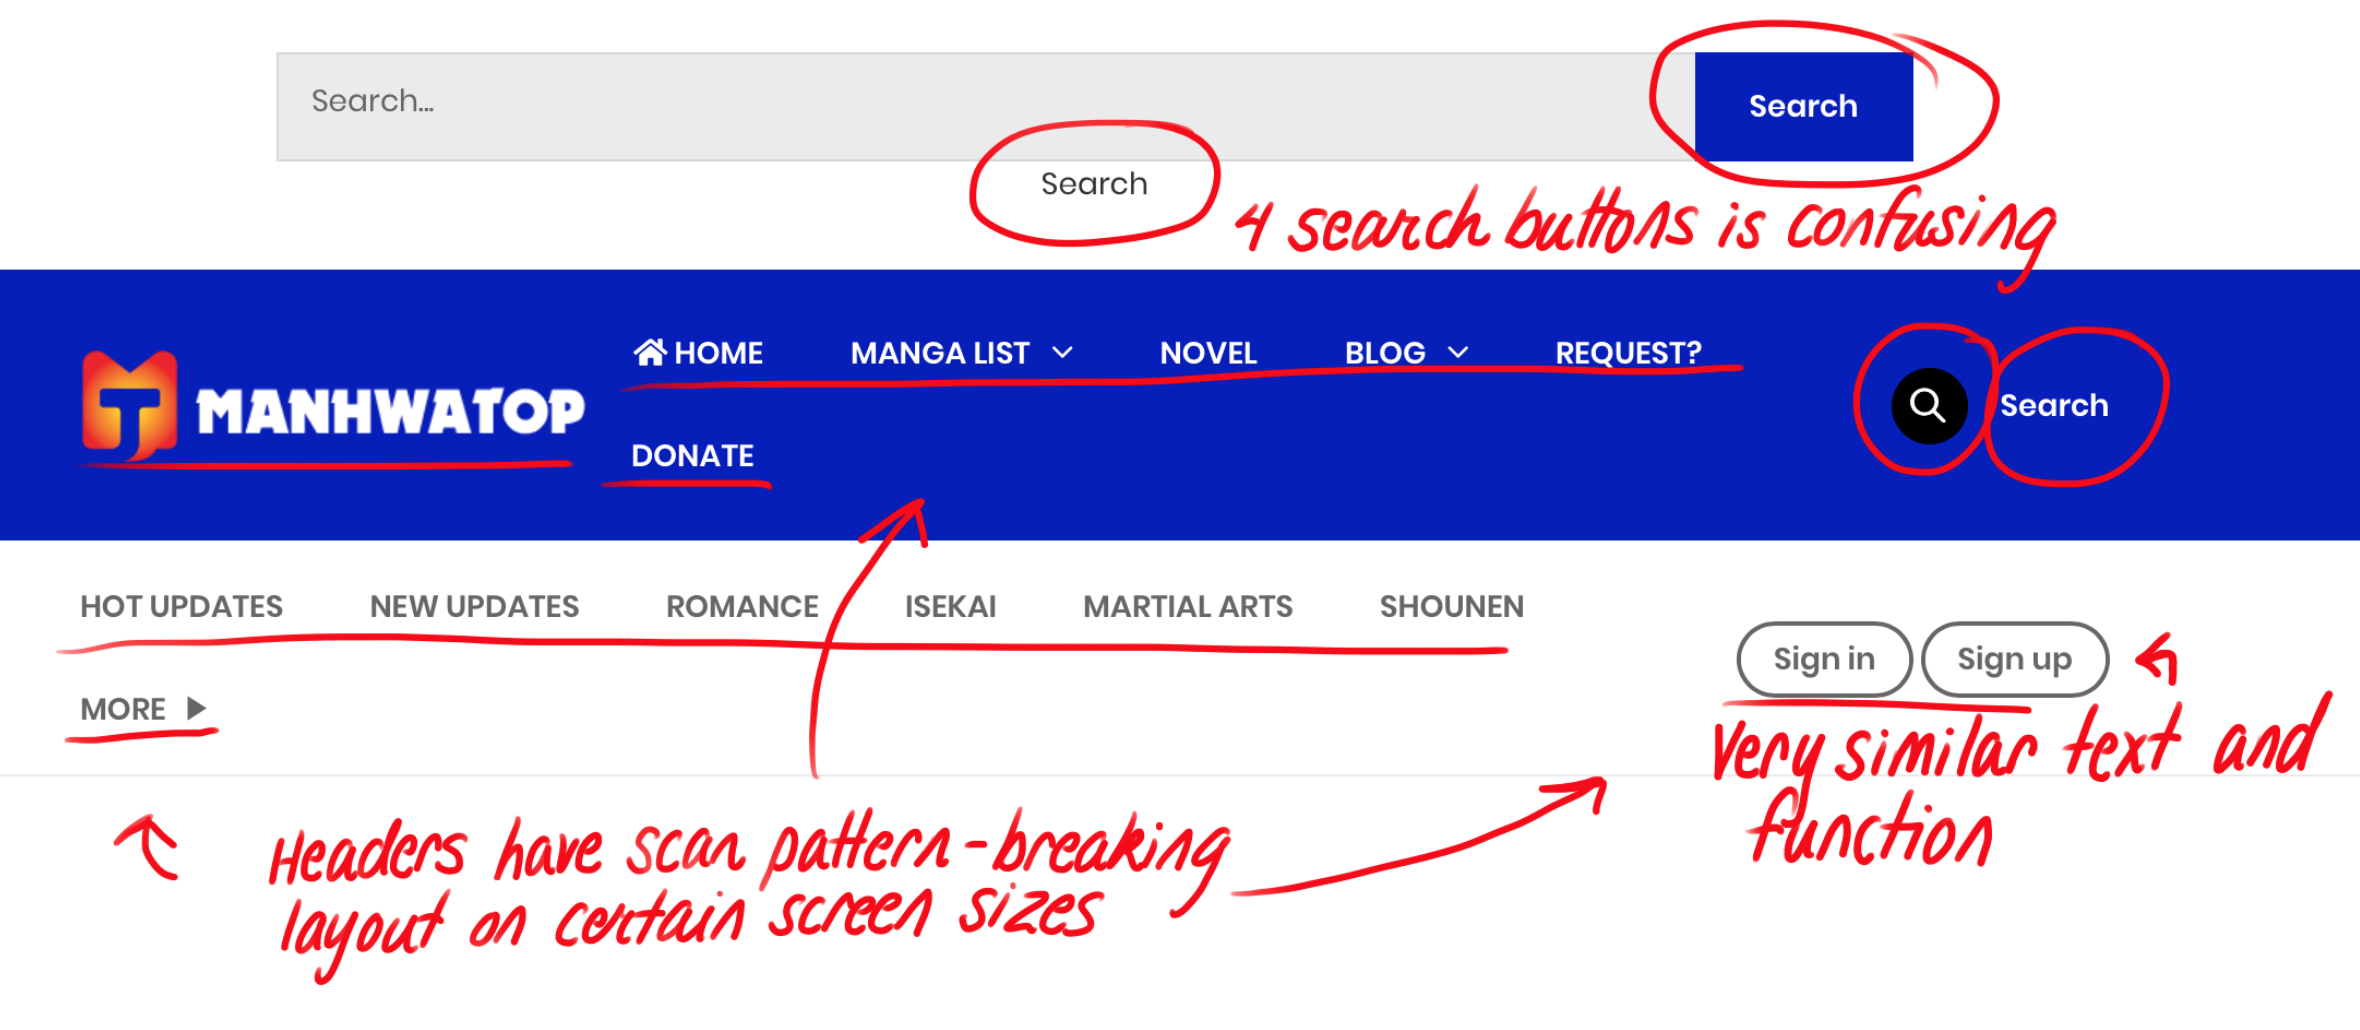 Search...
Search
Search
4 search buttons is confusing
HOME MANGA LIST NOVEL BLOG REQUEST?
MANHWATOP
Search
DONATE
HOT UPDATES NEW UPDATES ROMANCE ISEKAI MARTIAL ARTS SHOUNEN
Sign in Sign up
MORE
Very similar text and
function
Headers have scan pattern-breaking
layout on certain screen sizes